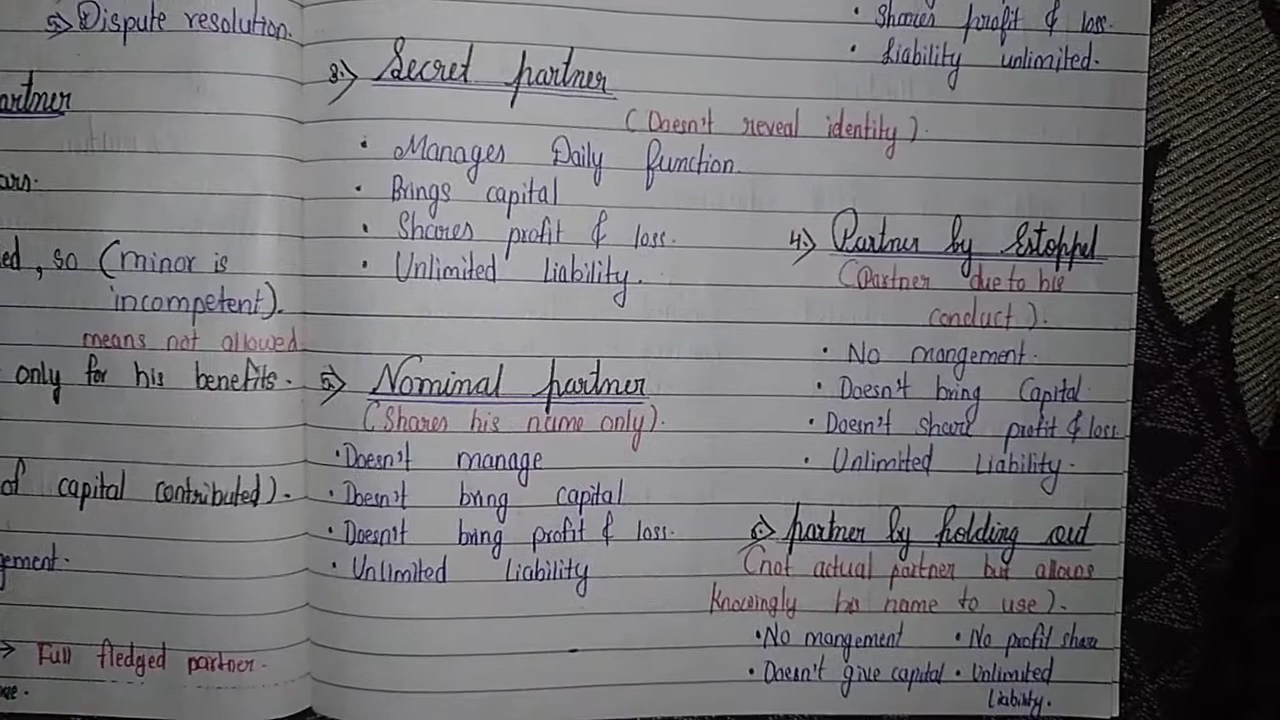 5) Dispute resolution.
artner
ars.
ed, so (minor is
incompetent).
means not allowed
only for his benefits.
of capital contributed).
gement.
→ Full fledged partner.
3.) Secret partner
(Doesn't reveal identity).
• Manages Daily function.
• Brings capital
• Shares profit & loss.
• Unlimited Liability.
5) Nominal partner
(Shares his name only).
• Doesn't manage
• Doesn't bring capital
• Doesn't bring profit & loss.
• Unlimited Liability
• Shares profit & loss.
• Liability unlimited.
4.) Partner by Estoppel
(Partner due to his
conduct).
• No mangement.
• Doesn't bring Capital
• Doesn't share profit & loss
• Unlimited Liability.
6) partner by holding out
(not actual partner but allows
knowingly his name to use).
• No mangement • No profit share
• Doesn't give capital • Unlimited
Liability.